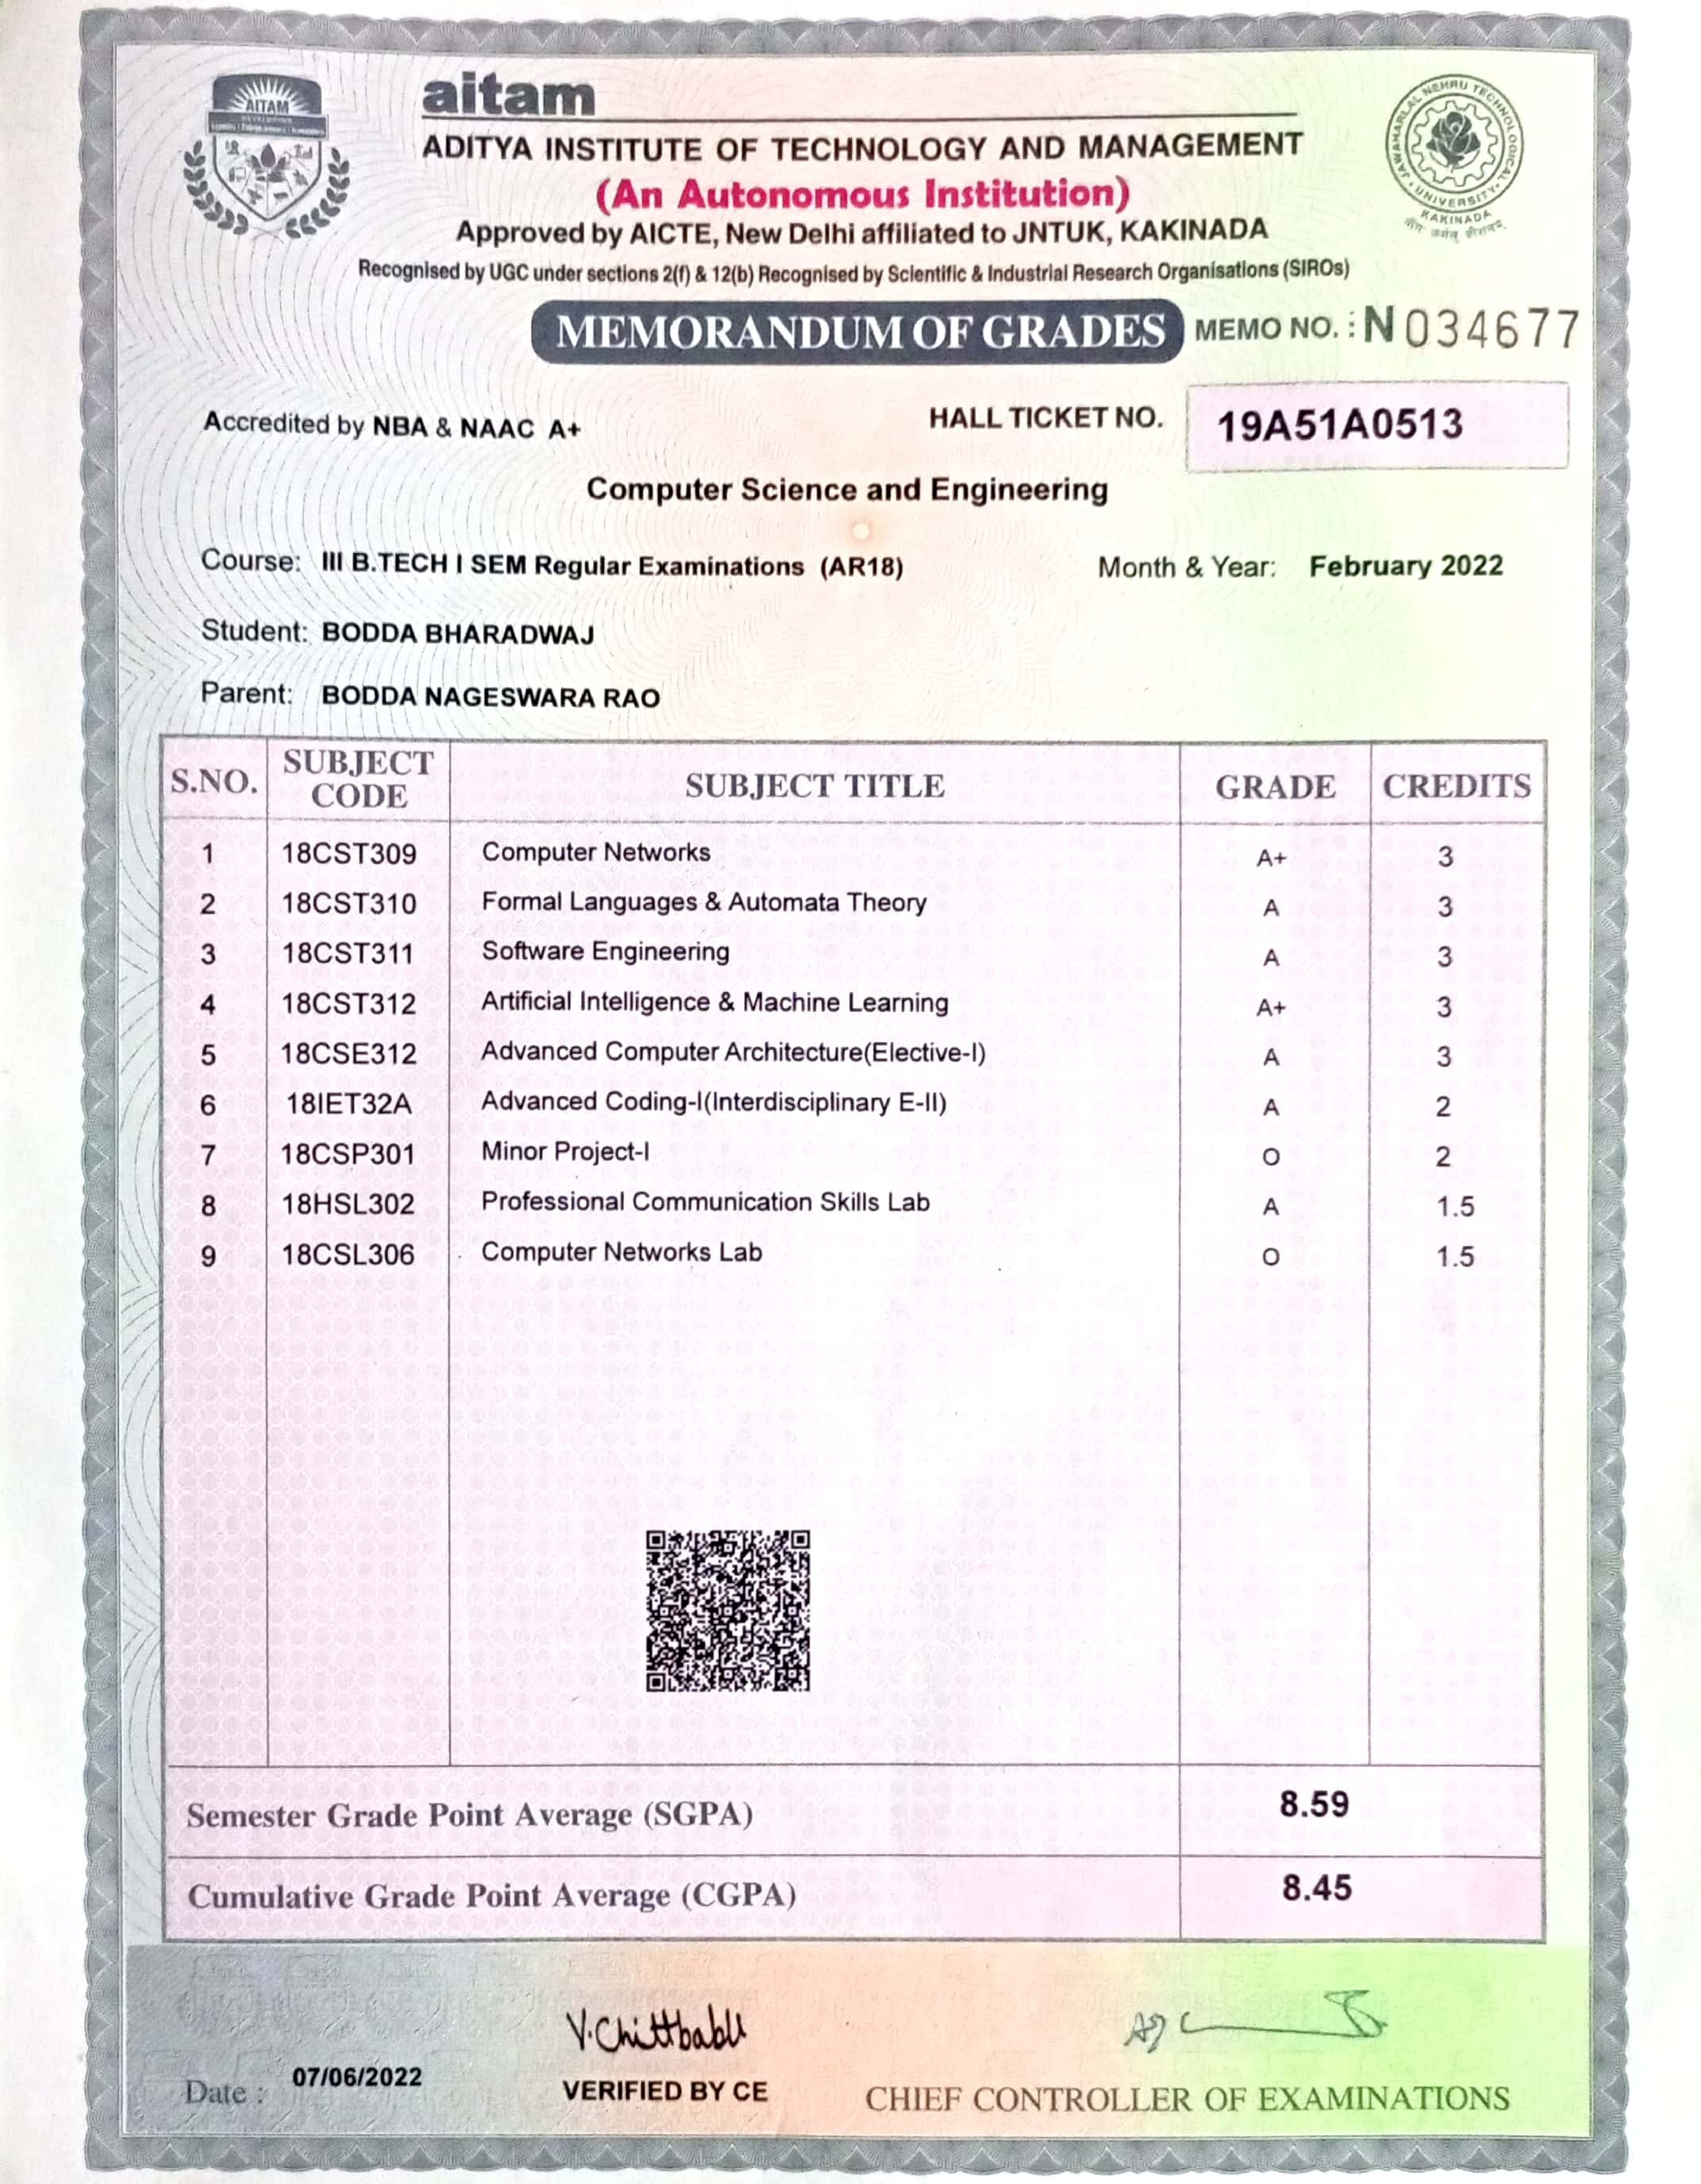 AITAM
aitam
ADITYA INSTITUTE OF TECHNOLOGY AND MANAGEMENT
(An Autonomous Institution)
Approved by AICTE, New Delhi affiliated to JNTUK, KAKINADA
Recognised by UGC under sections 2(f) & 12(b) Recognised by Scientific & Industrial Research Organisations (SIROs)
JAWAHARLAL NEHRU TECHNOLOGICAL UNIVERSITY
KAKINADA
MEMORANDUM OF GRADES MEMO NO. : N 034677
Accredited by NBA & NAAC A+ HALL TICKET NO. 19A51A0513
Computer Science and Engineering
Course: III B.TECH I SEM Regular Examinations (AR18) Month & Year: February 2022
Student: BODDA BHARADWAJ
Parent: BODDA NAGESWARA RAO
S.NO. SUBJECT CODE SUBJECT TITLE GRADE CREDITS
1 18CST309 Computer Networks A+ 3
2 18CST310 Formal Languages & Automata Theory A 3
3 18CST311 Software Engineering A 3
4 18CST312 Artificial Intelligence & Machine Learning A+ 3
5 18CSE312 Advanced Computer Architecture(Elective-I) A 3
6 18IET32A Advanced Coding-I(Interdisciplinary E-II) A 2
7 18CSP301 Minor Project-I O 2
8 18HSL302 Professional Communication Skills Lab A 1.5
9 18CSL306 Computer Networks Lab O 1.5
Semester Grade Point Average (SGPA) 8.59
Cumulative Grade Point Average (CGPA) 8.45
V.Chittbabu
Date : 07/06/2022 VERIFIED BY CE CHIEF CONTROLLER OF EXAMINATIONS